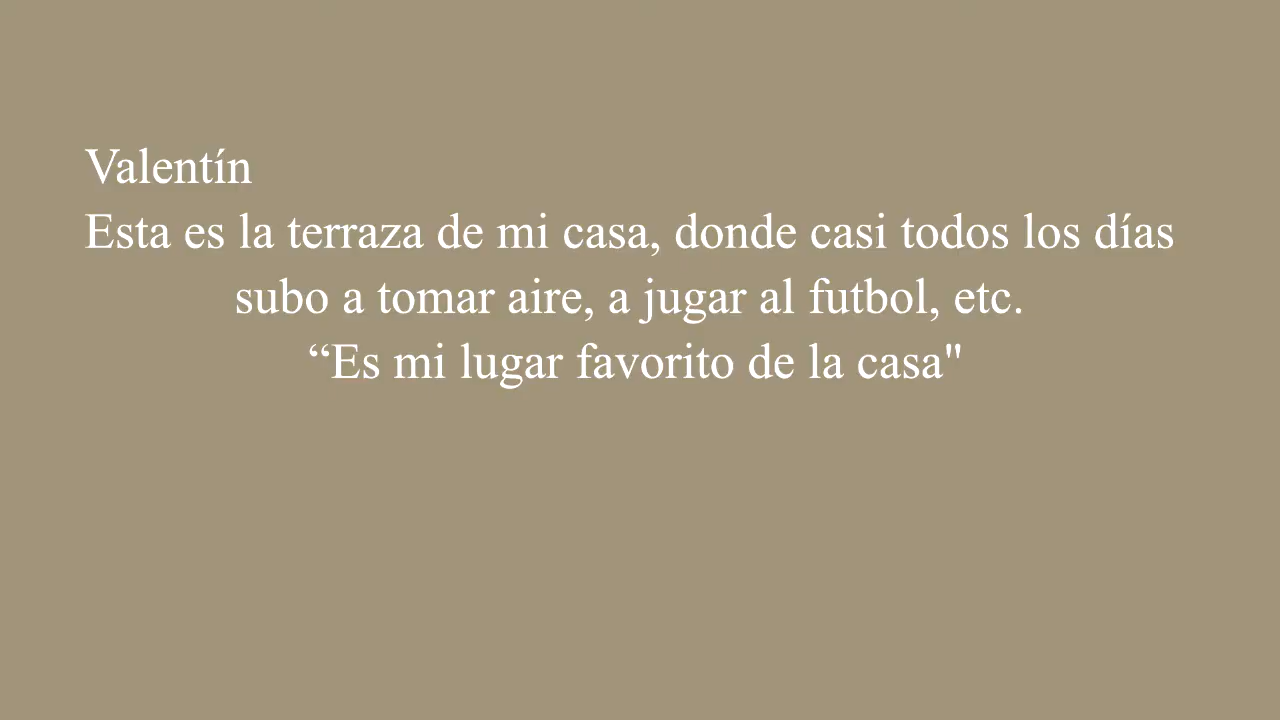 Valentín
Esta es la terraza de mi casa, donde casi todos los días
subo a tomar aire, a jugar al futbol, etc.
“Es mi lugar favorito de la casa"